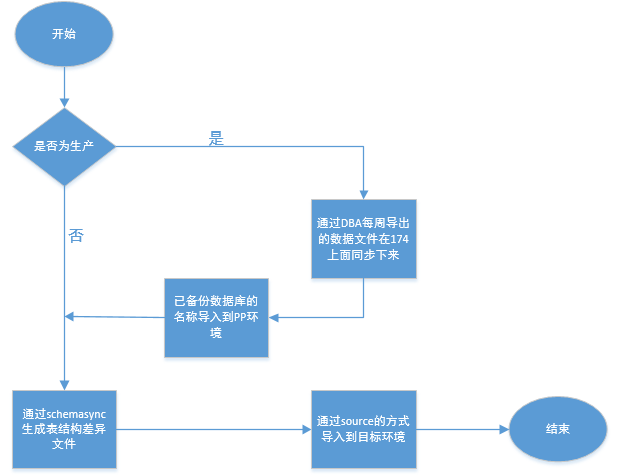 开始
是否为生产
是
否
通过DBA每周导出
的数据文件在174
上面同步下来
已备份数据库的
名称导入到PP环
境
通过schemasync
生成表结构差异
文件
通过source的方式
导入到目标环境
结束